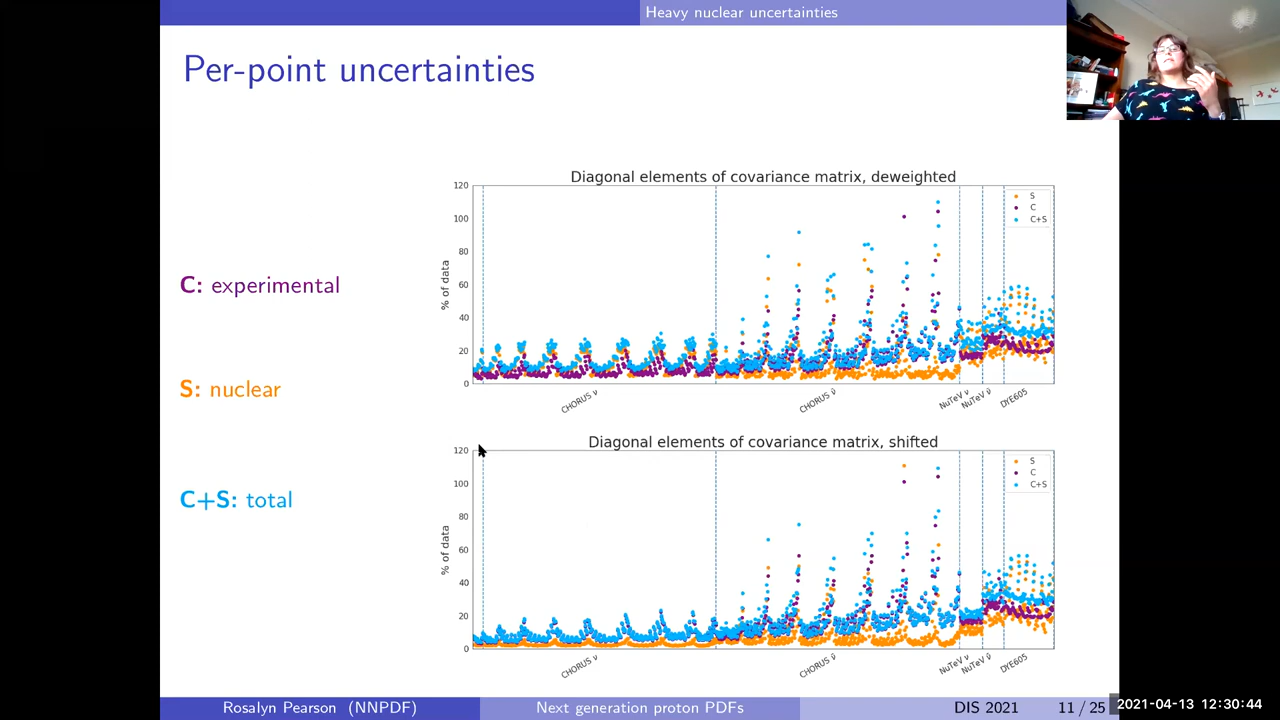 Heavy nuclear uncertainties
Per-point uncertainties
C: experimental
S: nuclear
C+S: total
Diagonal elements of covariance matrix, deweighted
% of data
120
100
80
60
40
20
0
S
C
C+S
CHORUS ν
CHORUS ν̄
NuTeV ν
NuTeV ν̄
DYE605
Diagonal elements of covariance matrix, shifted
% of data
120
100
80
60
40
20
0
S
C
C+S
CHORUS ν
CHORUS ν̄
NuTeV ν
NuTeV ν̄
DYE605
Rosalyn Pearson (NNPDF)
Next generation proton PDFs
DIS 2021
11 / 25
2021-04-13 12:30:44